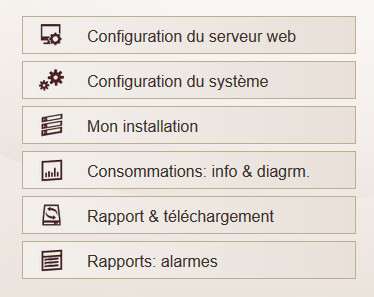 Configuration du serveur web
Configuration du système
Mon installation
Consommations: info & diagrm.
Rapport & téléchargement
Rapports: alarmes